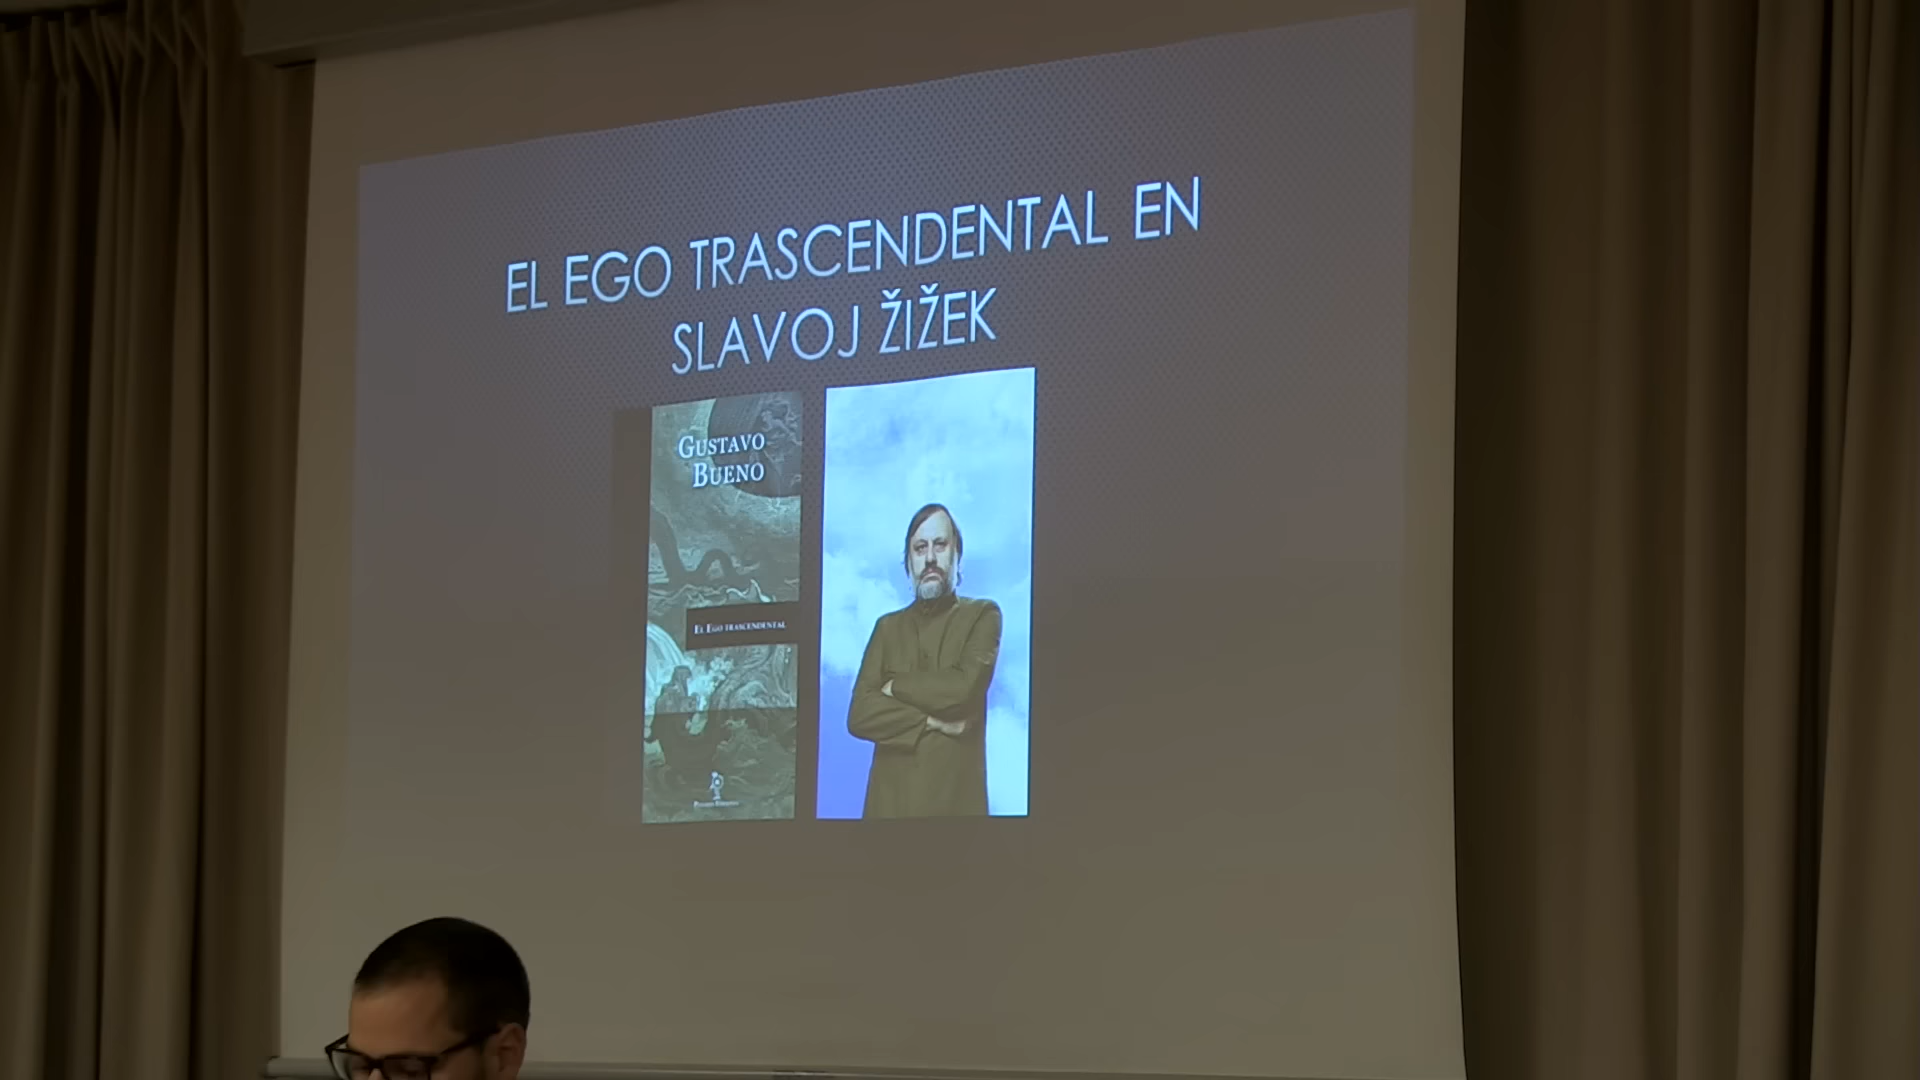 EL EGO TRASCENDENTAL EN
SLAVOJ ŽIŽEK
GUSTAVO
BUENO
EL EGO TRASCENDENTAL